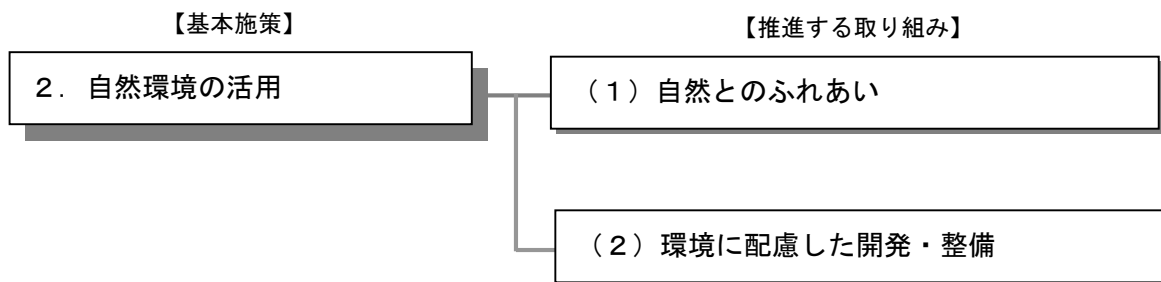 【基本施策】
【推進する取り組み】
２．自然環境の活用
（１）自然とのふれあい
（２）環境に配慮した開発・整備